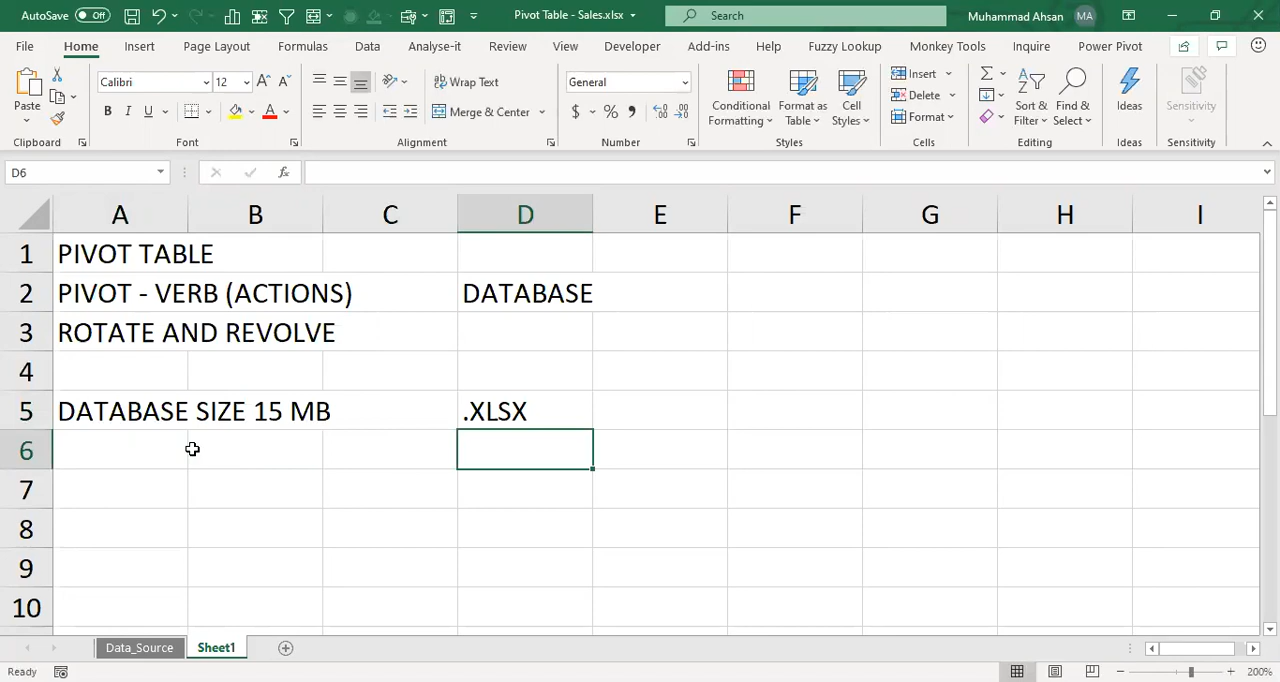 AutoSave Off Pivot Table - Sales.xlsx Search Muhammad Ahsan MA
File Home Insert Page Layout Formulas Data Analyse-it Review View Developer Add-ins Help Fuzzy Lookup Monkey Tools Inquire Power Pivot
Paste Calibri 12 Wrap Text General Conditional Formatting Format as Table Cell Styles Insert Sort & Filter Find & Select Ideas Sensitivity
B I U A Merge & Center $ % Delete
Format
Clipboard Font Alignment Number Styles Cells Editing Ideas Sensitivity
D6 fx
A B C D E F G H I
1 PIVOT TABLE
2 PIVOT - VERB (ACTIONS) DATABASE
3 ROTATE AND REVOLVE
4
5 DATABASE SIZE 15 MB .XLSX
6
7
8
9
10
Data_Source Sheet1
Ready 200%